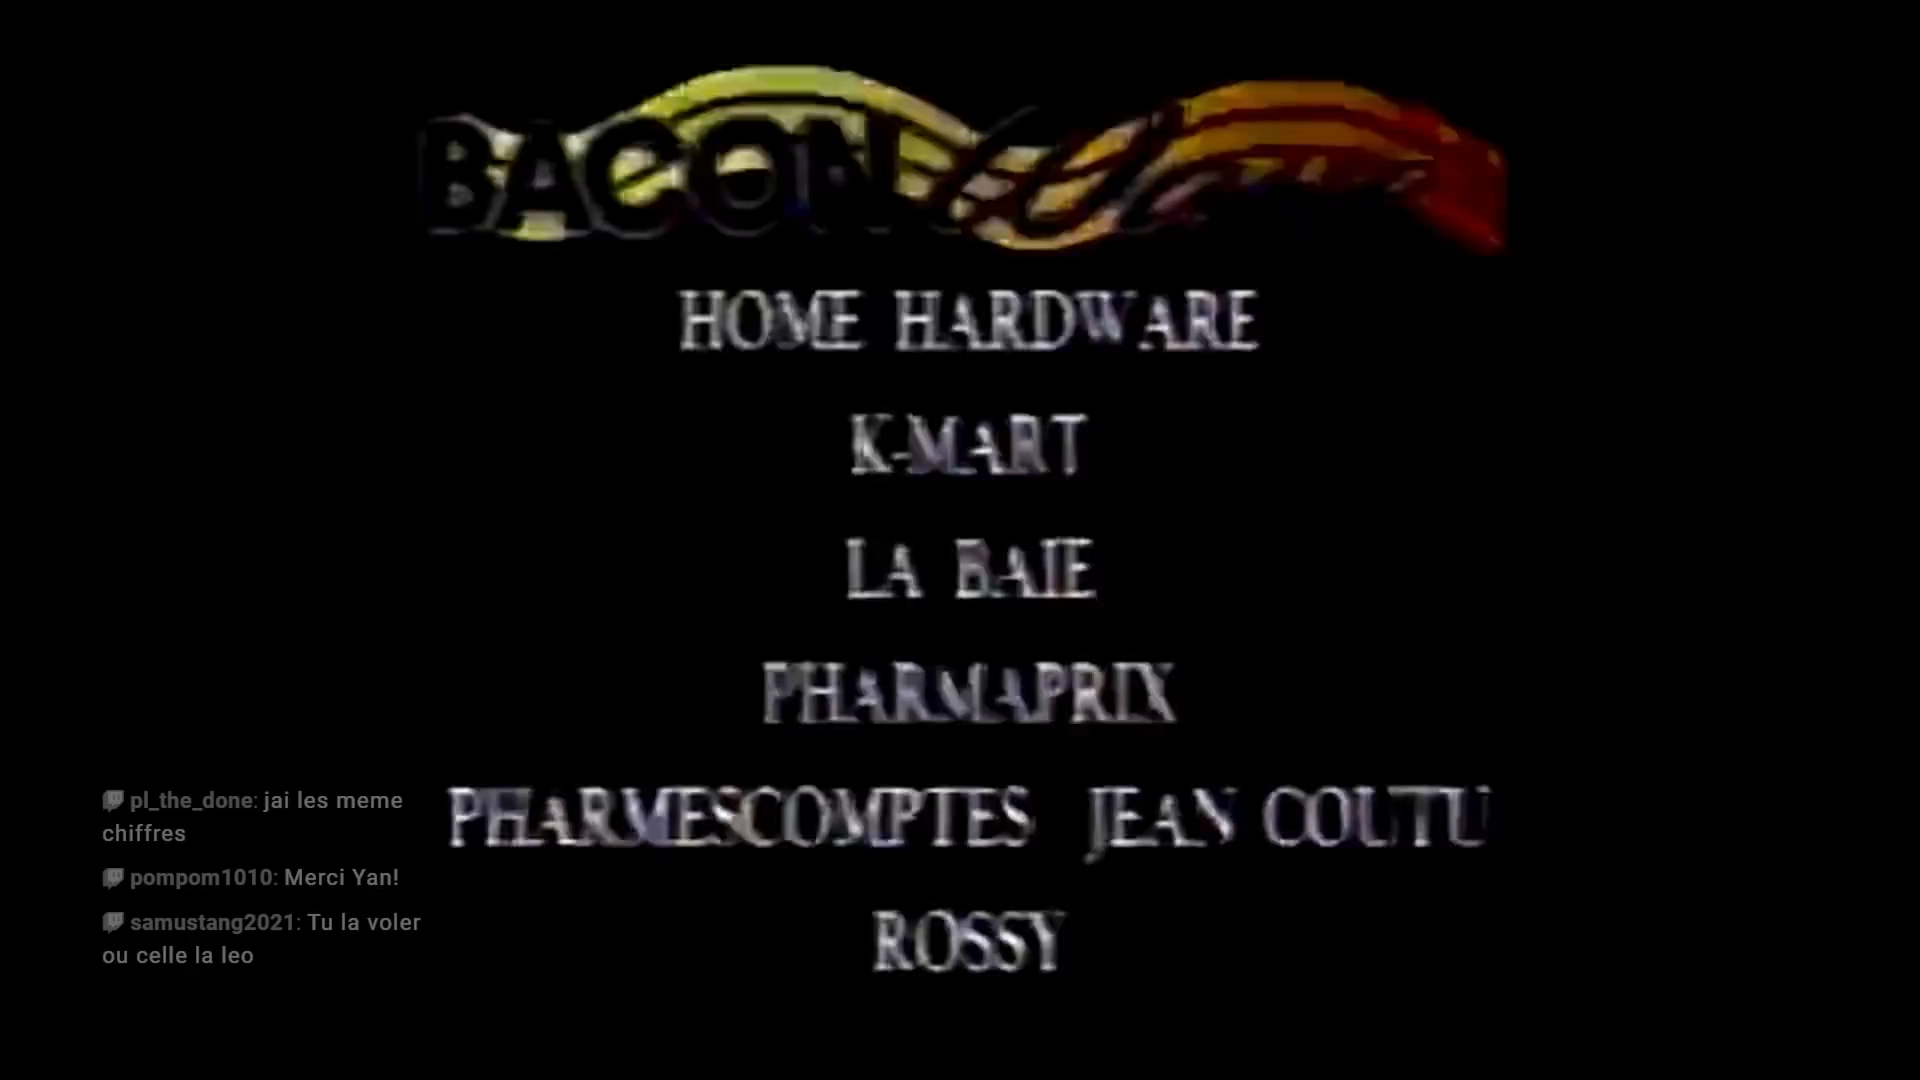 BACON
HOME HARDWARE
K-MART
LA BAIE
PHARMAPRIX
PHARMESCOMPTES JEAN COUTU
ROSSY
pl_the_done: jai les meme
chiffres
pompom1010: Merci Yan!
samustang2021: Tu la voler
ou celle la leo